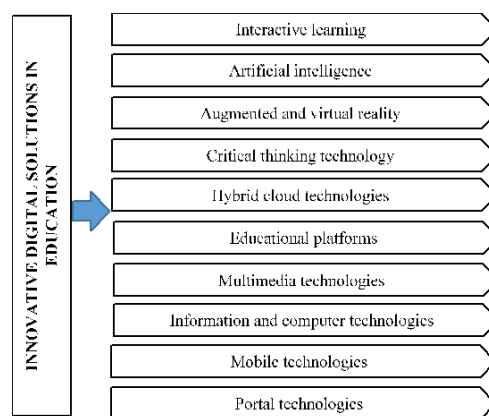 INNOVATIVE DIGITAL SOLUTIONS IN
EDUCATION
Interactive learning
Artificial intelligence
Augmented and virtual reality
Critical thinking technology
Hybrid cloud technologies
Educational platforms
Multimedia technologies
Information and computer technologies
Mobile technologies
Portal technologies